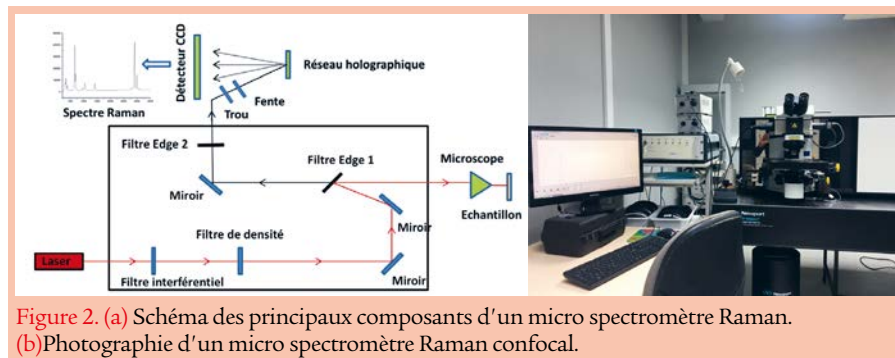 Détecteur CCD
Réseau holographique
Spectre Raman
Trou
Fente
Filtre Edge 2
Filtre Edge 1
Microscope
Miroir
Echantillon
Filtre de densité
Miroir
Laser
Filtre interférentiel
Miroir
Newport
Figure 2. (a) Schéma des principaux composants d'un micro spectromètre Raman.
(b)Photographie d'un micro spectromètre Raman confocal.